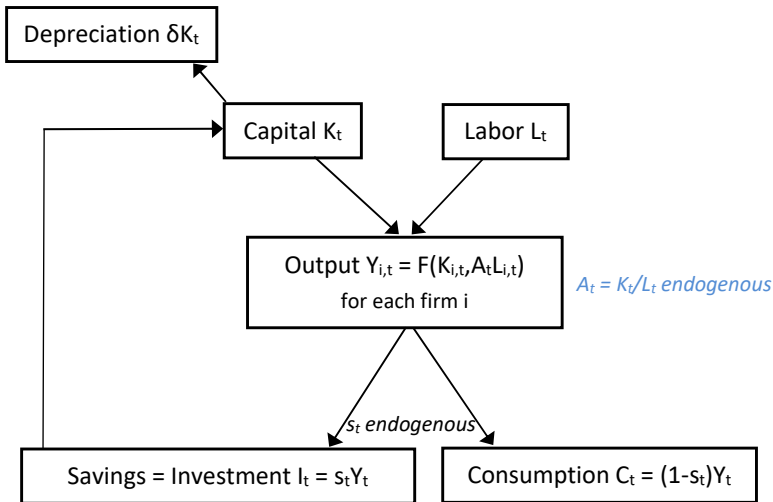 Depreciation δKₜ
Capital Kₜ
Labor Lₜ
Output Yᵢ,ₜ = F(Kᵢ,ₜ,AₜLᵢ,ₜ)
for each firm i
Aₜ = Kₜ/Lₜ endogenous
sₜ endogenous
Savings = Investment Iₜ = sₜYₜ
Consumption Cₜ = (1-sₜ)Yₜ